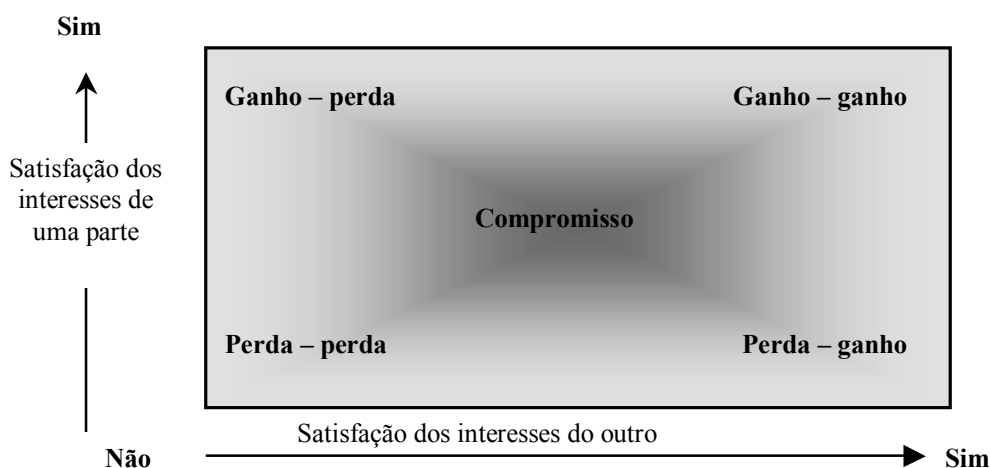 Sim
Ganho – perda
Ganho – ganho
Satisfação dos
interesses de
uma parte
Compromisso
Perda – perda
Perda – ganho
Satisfação dos interesses do outro
Não
Sim